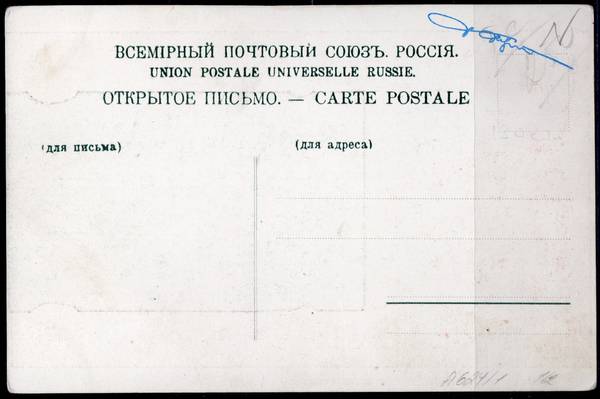 ВСЕМІРНЫЙ ПОЧТОВЫЙ СОЮЗЪ. РОССІЯ.
UNION POSTALE UNIVERSELLE RUSSIE.
ОТКРЫТОЕ ПИСЬМО. — CARTE POSTALE
(для письма)
(для адреса)